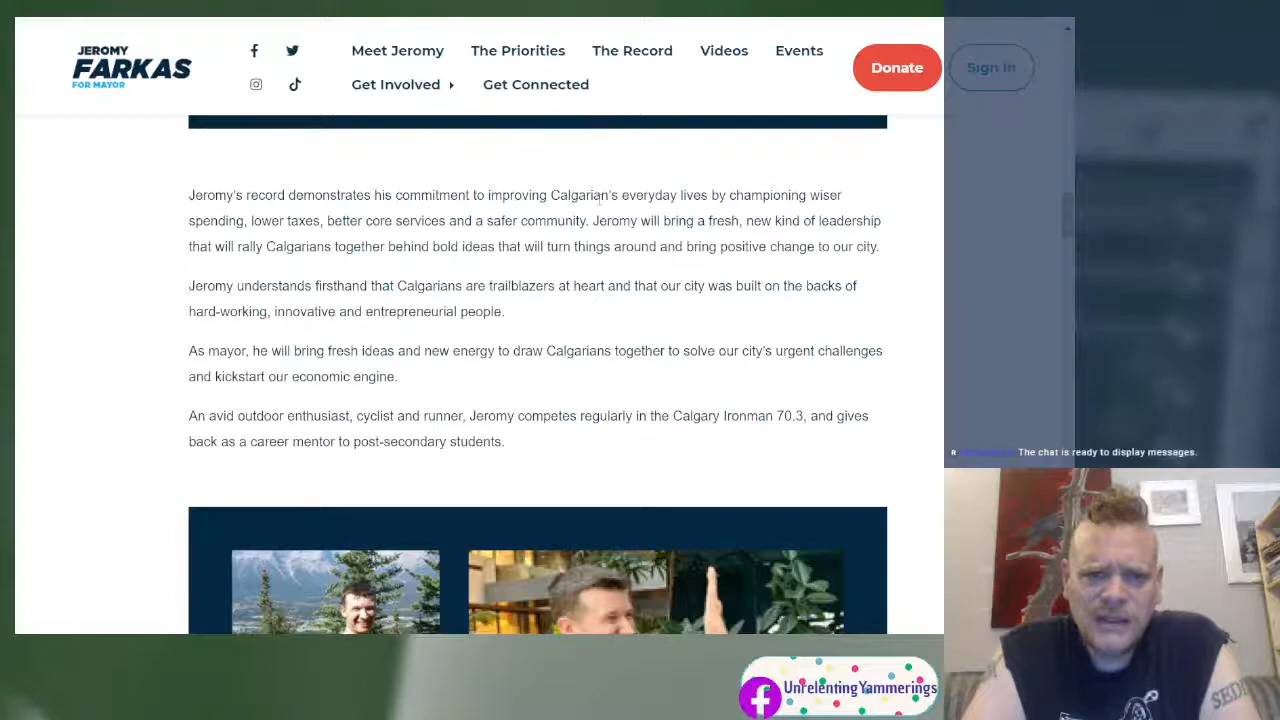 JEROMY
FARKAS
FOR MAYOR
Meet Jeromy
The Priorities
The Record
Videos
Events
Get Involved
Get Connected
Donate
Sign In
Jeromy's record demonstrates his commitment to improving Calgarian's everyday lives by championing wiser
spending, lower taxes, better core services and a safer community. Jeromy will bring a fresh, new kind of leadership
that will rally Calgarians together behind bold ideas that will turn things around and bring positive change to our city.
Jeromy understands firsthand that Calgarians are trailblazers at heart and that our city was built on the backs of
hard-working, innovative and entrepreneurial people.
As mayor, he will bring fresh ideas and new energy to draw Calgarians together to solve our city's urgent challenges
and kickstart our economic engine.
An avid outdoor enthusiast, cyclist and runner, Jeromy competes regularly in the Calgary Ironman 70.3, and gives
back as a career mentor to post-secondary students.
The chat is ready to display messages.
UnrelentingYammerings